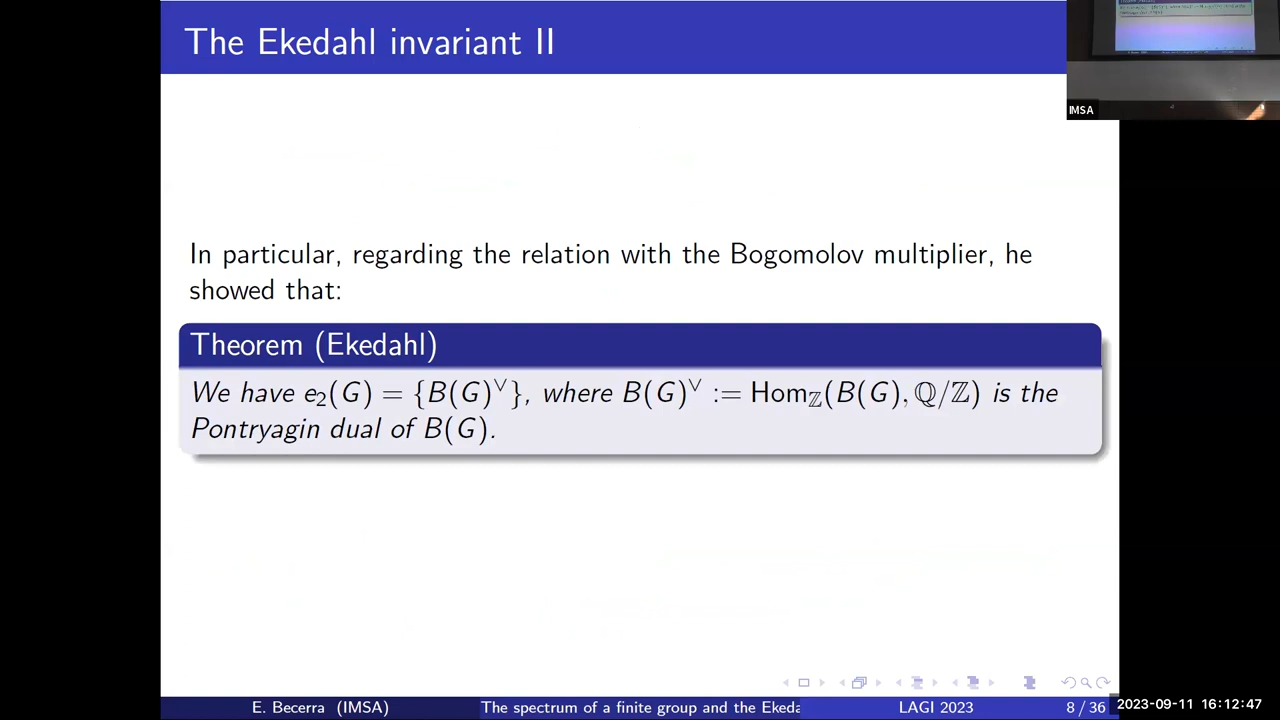 The Ekedahl invariant II
IMSA
In particular, regarding the relation with the Bogomolov multiplier, he
showed that:
Theorem (Ekedahl)
We have e₂(G) = {B(G)^∨}, where B(G)^∨ := Hom_ℤ(B(G), ℚ/ℤ) is the
Pontryagin dual of B(G).
E. Becerra (IMSA)
The spectrum of a finite group and the Ekeda
LAGI 2023
8 / 36
2023-09-11 16:12:47